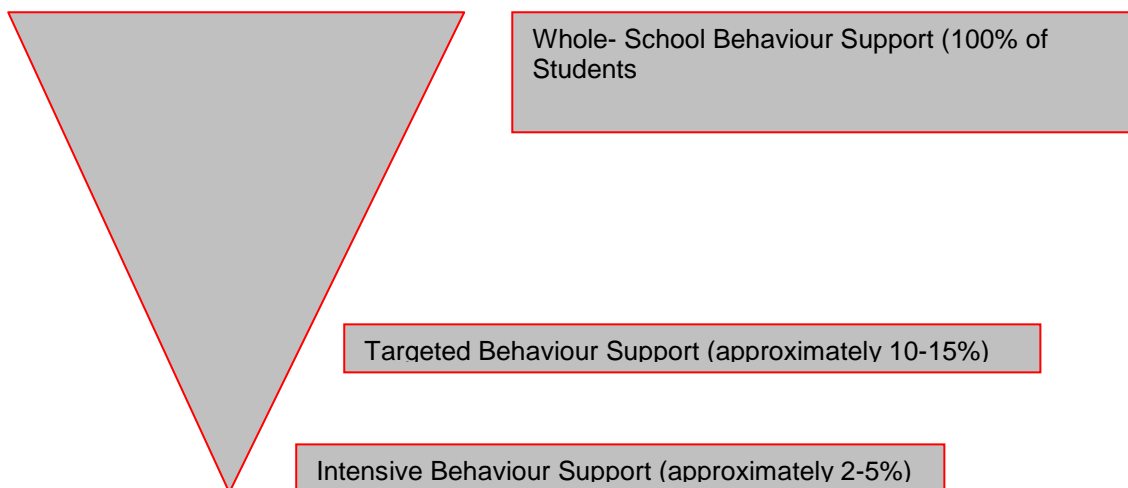 Whole- School Behaviour Support (100% of
Students
Targeted Behaviour Support (approximately 10-15%)
Intensive Behaviour Support (approximately 2-5%)